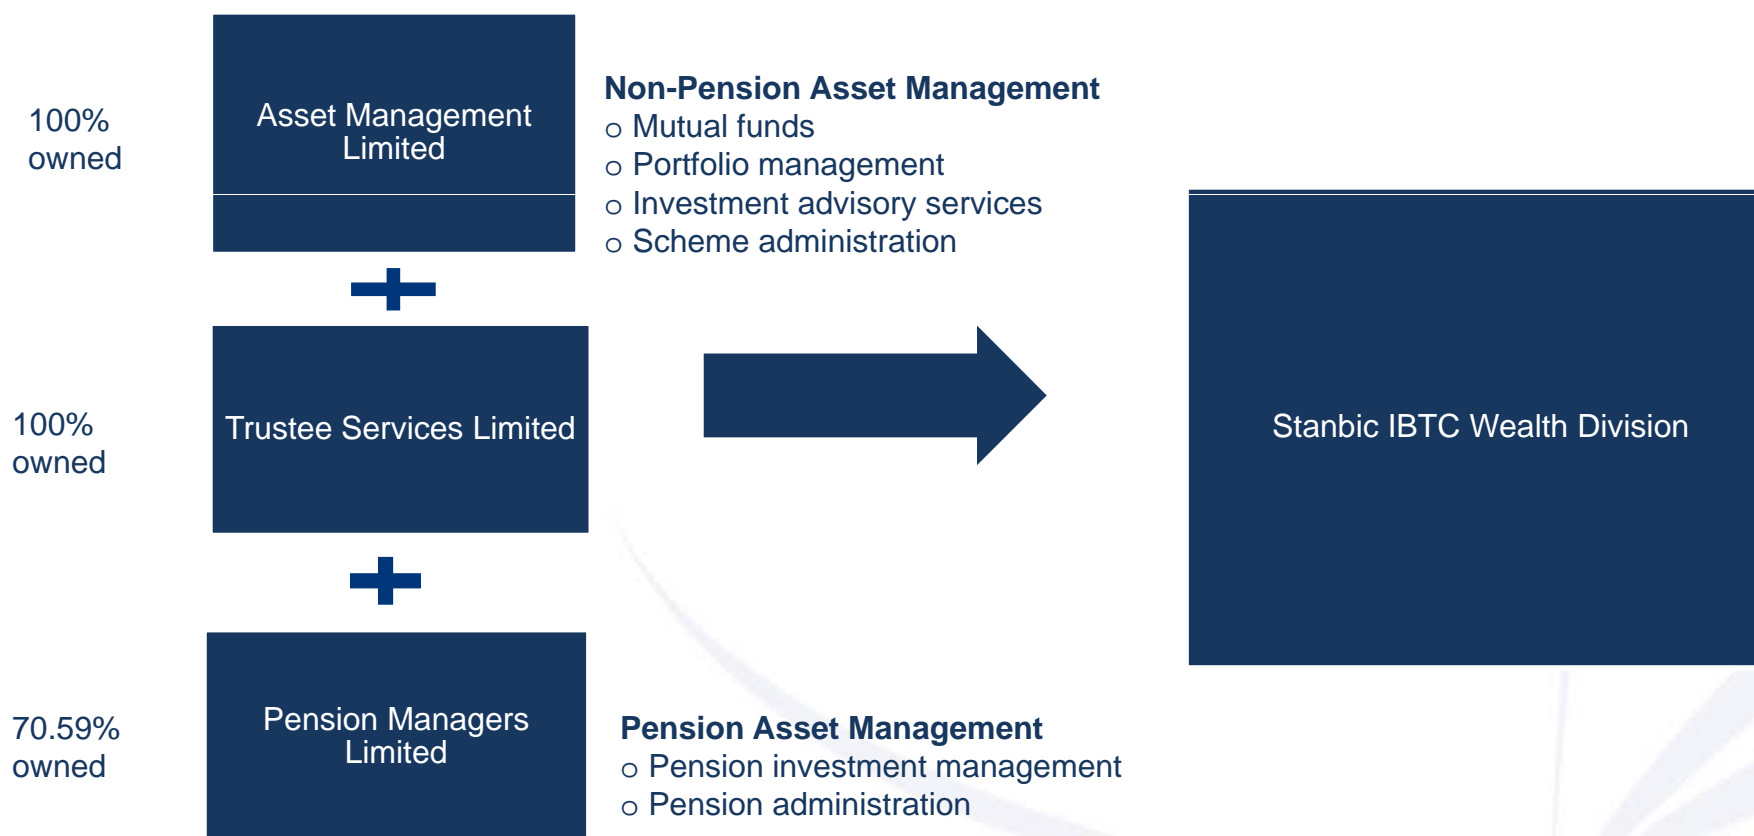 100%
owned
Asset Management
Limited
Non-Pension Asset Management
o Mutual funds
o Portfolio management
o Investment advisory services
o Scheme administration
100%
owned
Trustee Services Limited
Stanbic IBTC Wealth Division
70.59%
owned
Pension Managers
Limited
Pension Asset Management
o Pension investment management
o Pension administration